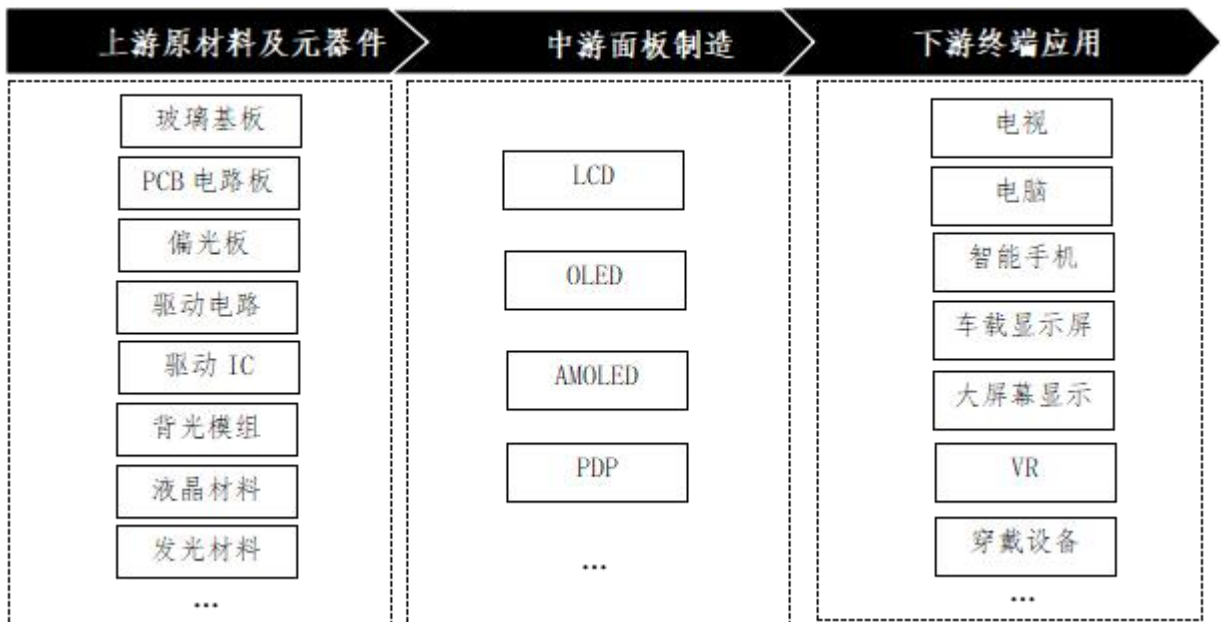 上游原材料及元器件
中游面板制造
下游终端应用
玻璃基板
PCB 电路板
偏光板
驱动电路
驱动 IC
背光模组
液晶材料
发光材料
…
LCD
OLED
AMOLED
PDP
…
电视
电脑
智能手机
车载显示屏
大屏幕显示
VR
穿戴设备
…